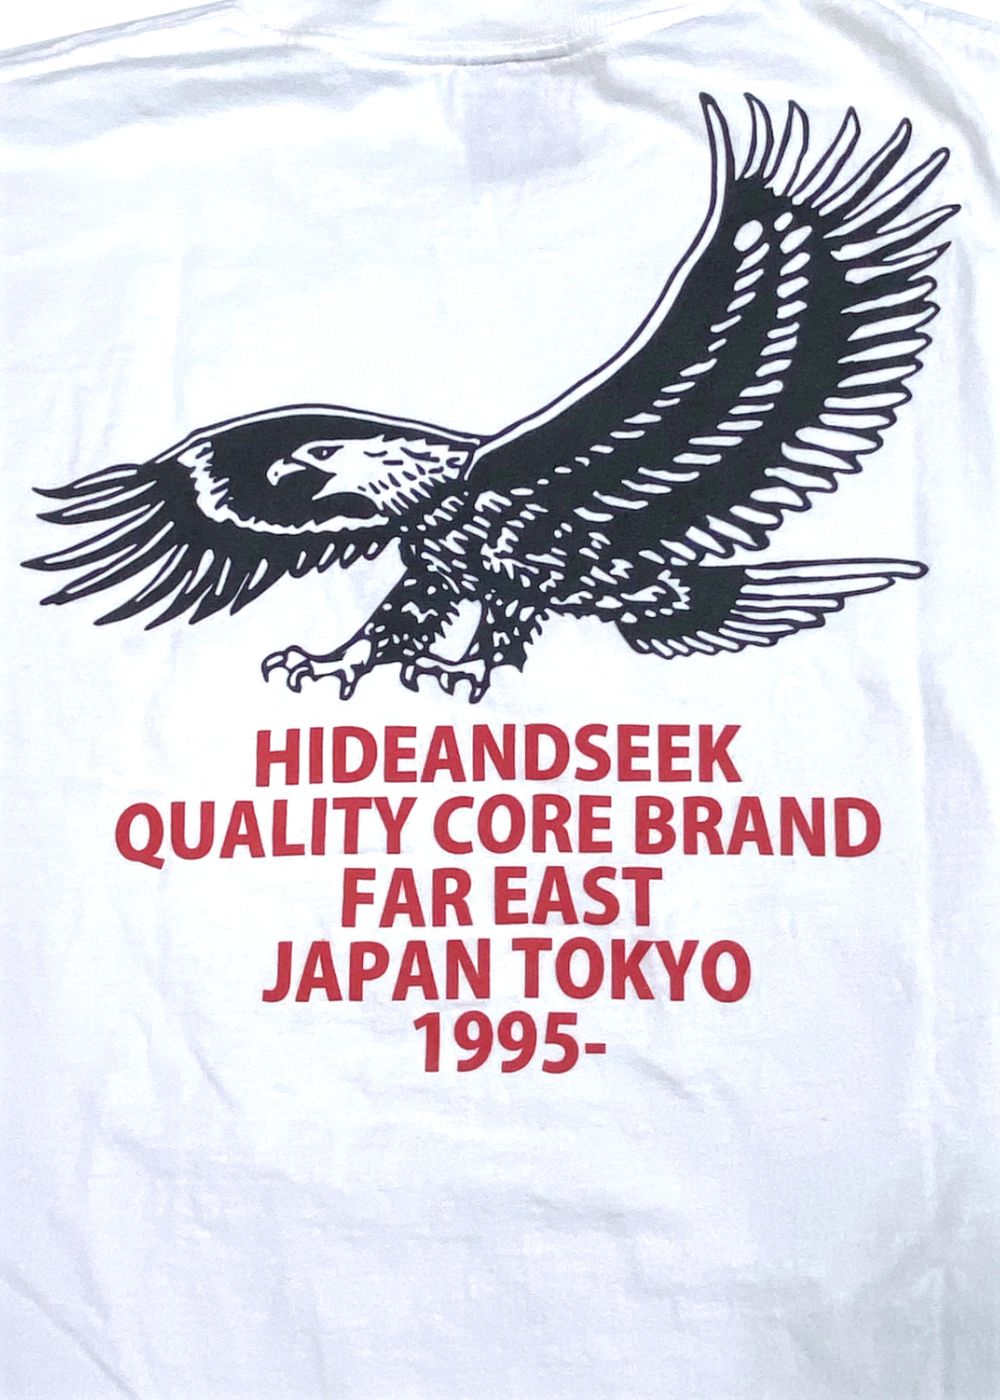 HIDEANDSEEK
QUALITY CORE BRAND
FAR EAST
JAPAN TOKYO
1995-